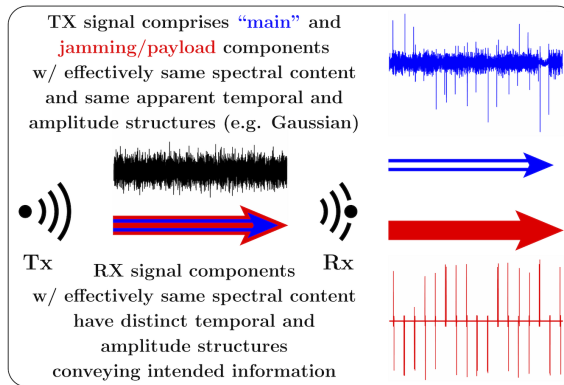 TX signal comprises “main” and
jamming/payload components
w/ effectively same spectral content
and same apparent temporal and
amplitude structures (e.g. Gaussian)
Tx
Rx
RX signal components
w/ effectively same spectral content
have distinct temporal and
amplitude structures
conveying intended information